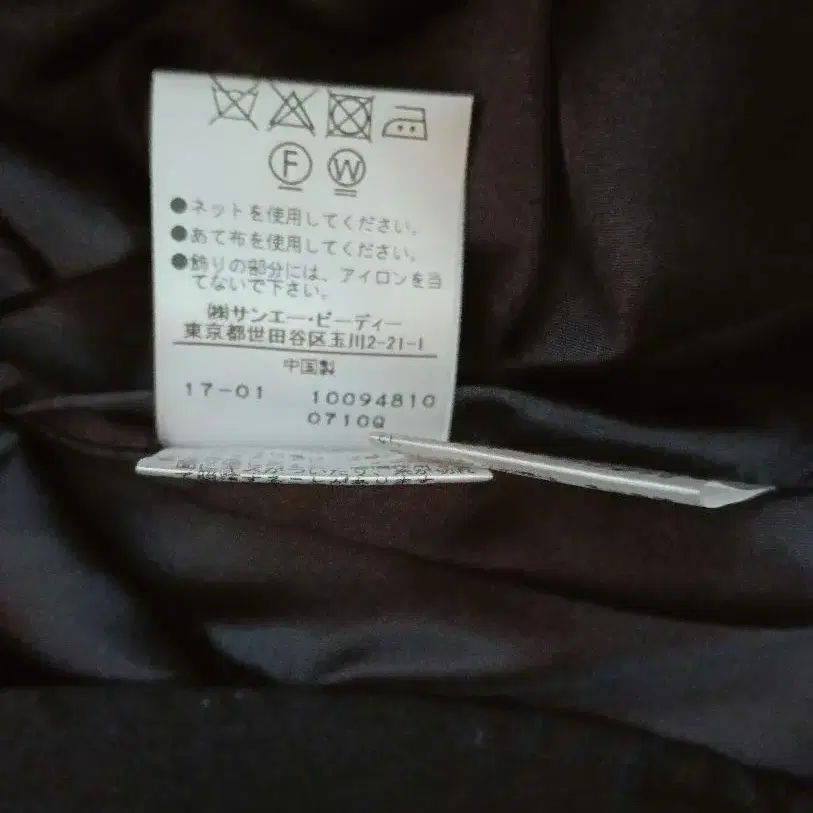 F W
●ネットを使用してください。
●あて布を使用してください。
●飾りの部分には、アイロンを当
てないで下さい。
㈱サンエー・ビーディー
東京都世田谷区玉川2-21-1
中国製
17-01 10094810
0710Q